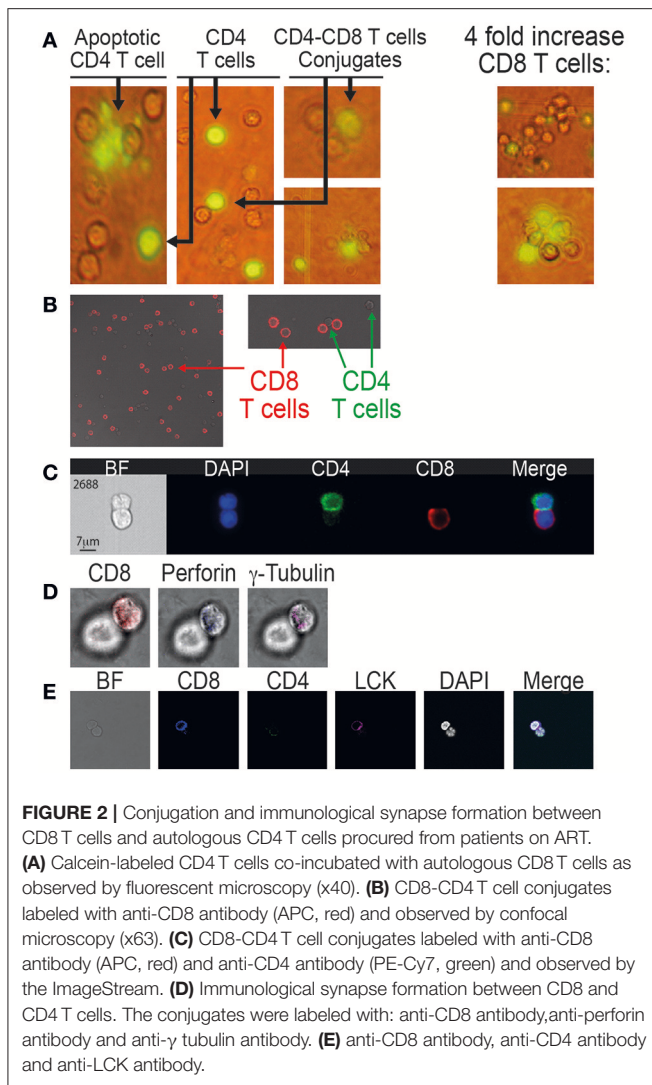 A
Apoptotic
CD4 T cell
CD4
T cells
CD4-CD8 T cells
Conjugates
4 fold increase
CD8 T cells:
B
CD8
T cells
CD4
T cells
C
BF DAPI CD4 CD8 Merge
2688
7µm
D
CD8 Perforin γ-Tubulin
E
BF CD8 CD4 LCK DAPI Merge
FIGURE 2 | Conjugation and immunological synapse formation between
CD8 T cells and autologous CD4 T cells procured from patients on ART.
(A) Calcein-labeled CD4 T cells co-incubated with autologous CD8 T cells as
observed by fluorescent microscopy (x40). (B) CD8-CD4 T cell conjugates
labeled with anti-CD8 antibody (APC, red) and observed by confocal
microscopy (x63). (C) CD8-CD4 T cell conjugates labeled with anti-CD8
antibody (APC, red) and anti-CD4 antibody (PE-Cy7, green) and observed by
the ImageStream. (D) Immunological synapse formation between CD8 and
CD4 T cells. The conjugates were labeled with: anti-CD8 antibody,anti-perforin
antibody and anti-γ tubulin antibody. (E) anti-CD8 antibody, anti-CD4 antibody
and anti-LCK antibody.